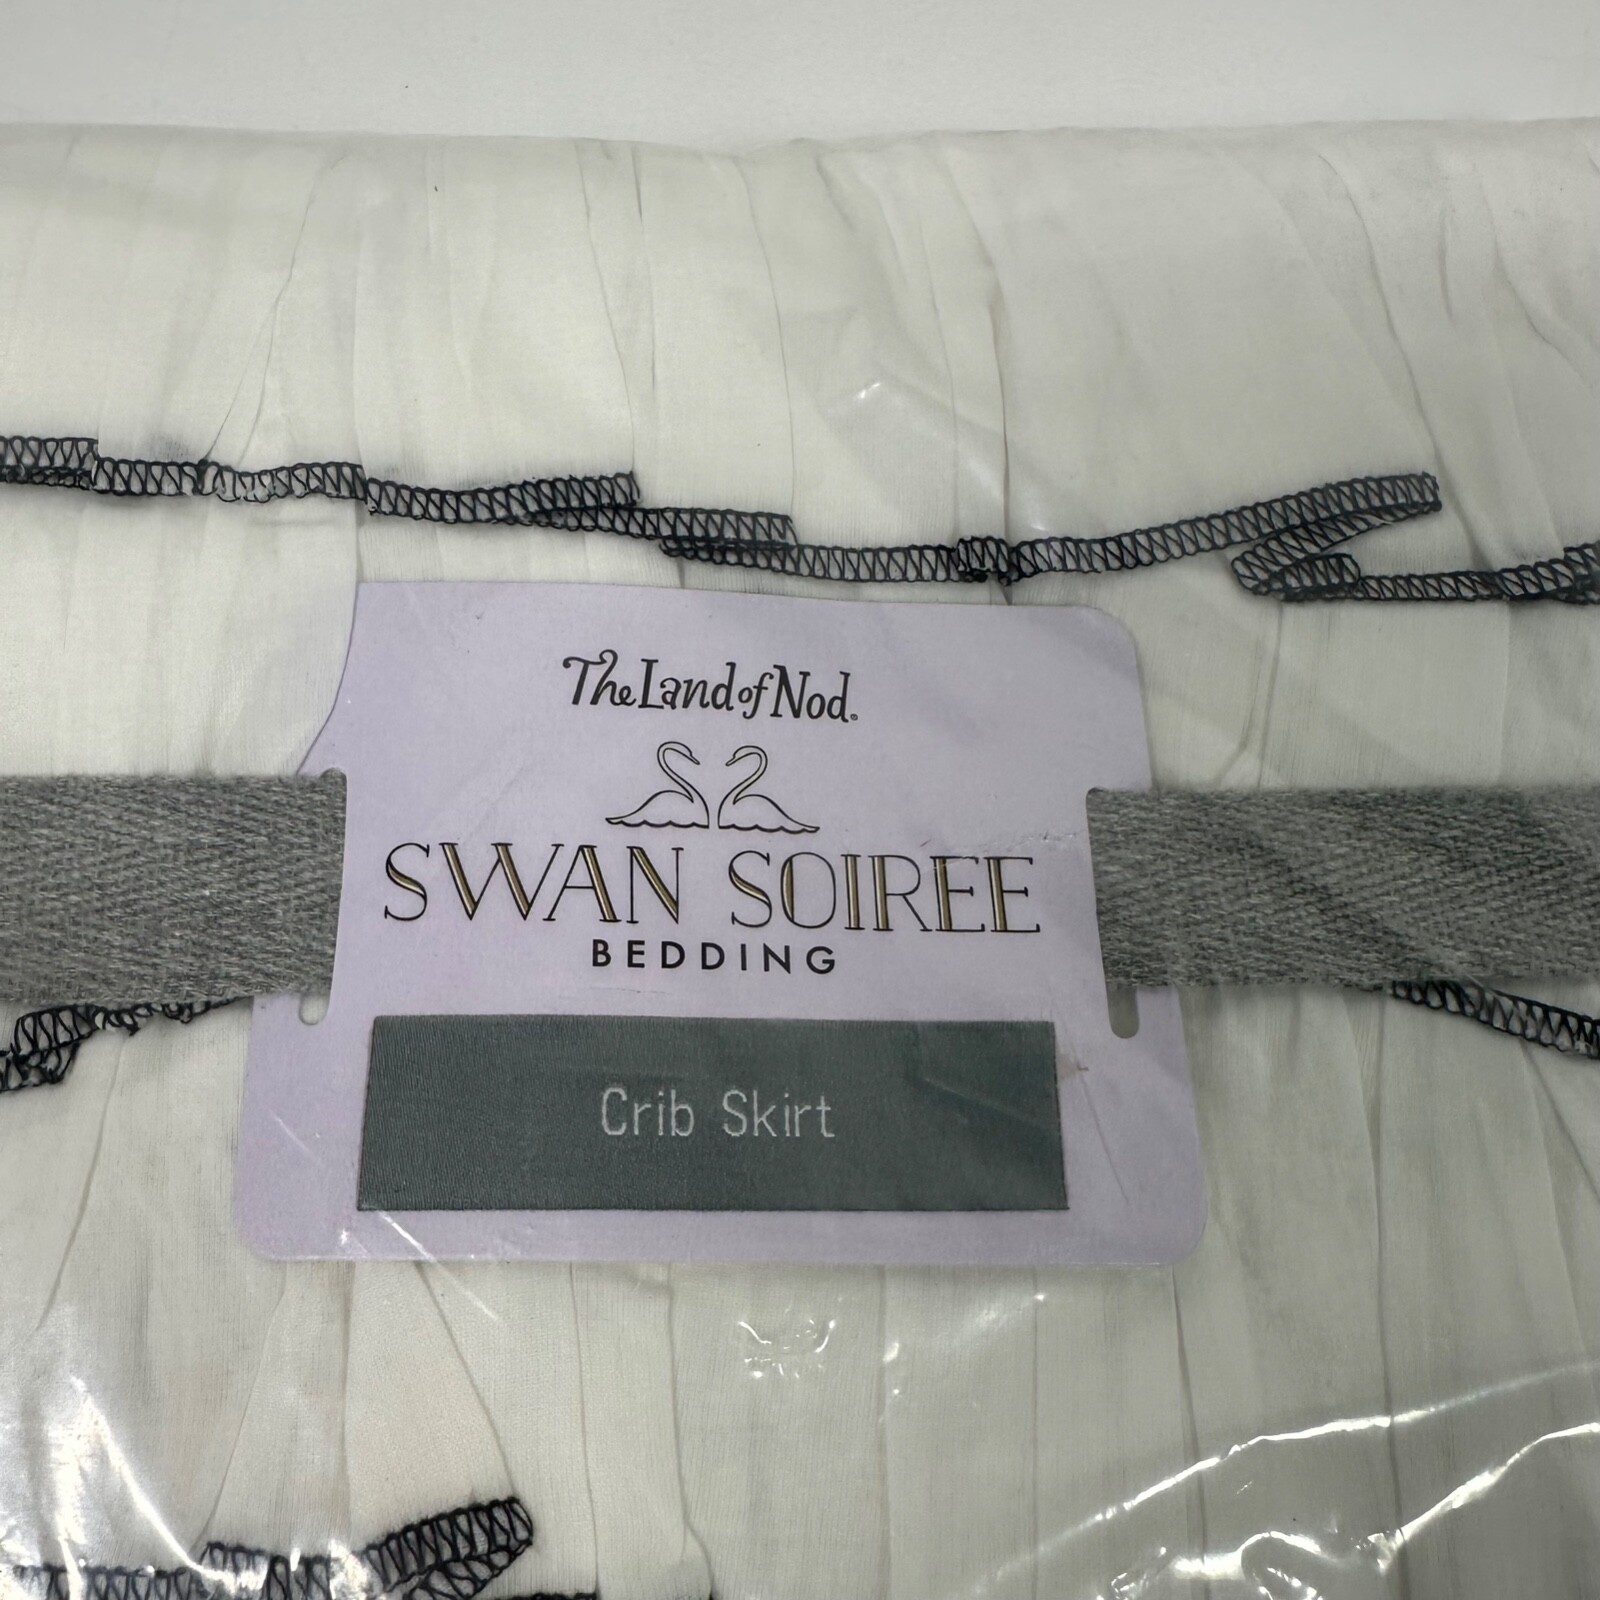 The Land of Nod®
SWAN SOIREE
BEDDING
Crib Skirt